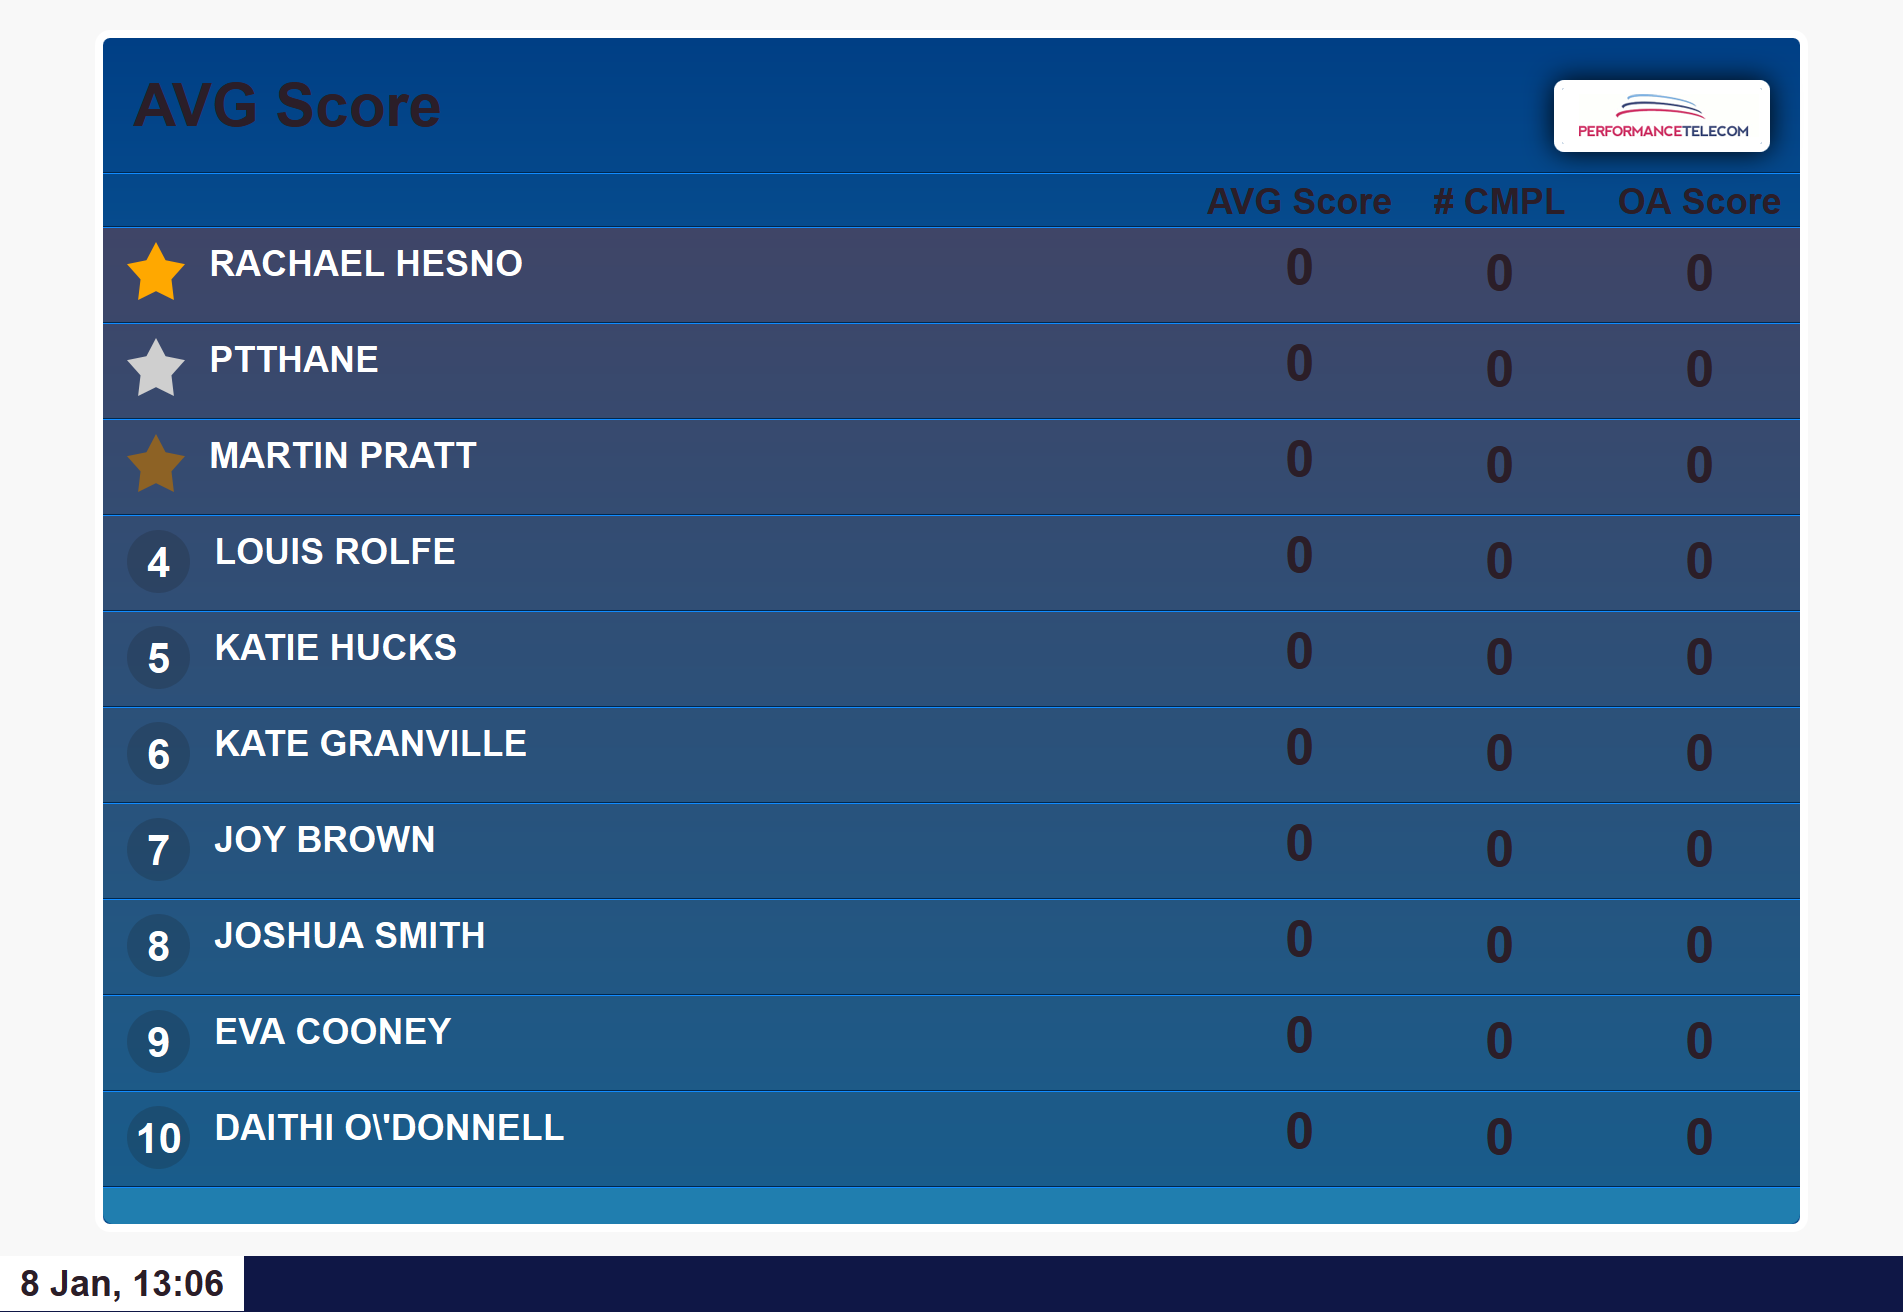 AVG Score
PERFORMANCETELECOM
AVG Score # CMPL OA Score
RACHAEL HESNO 0 0 0
PTTHANE 0 0 0
MARTIN PRATT 0 0 0
4 LOUIS ROLFE 0 0 0
5 KATIE HUCKS 0 0 0
6 KATE GRANVILLE 0 0 0
7 JOY BROWN 0 0 0
8 JOSHUA SMITH 0 0 0
9 EVA COONEY 0 0 0
10 DAITHI O\'DONNELL 0 0 0
8 Jan, 13:06